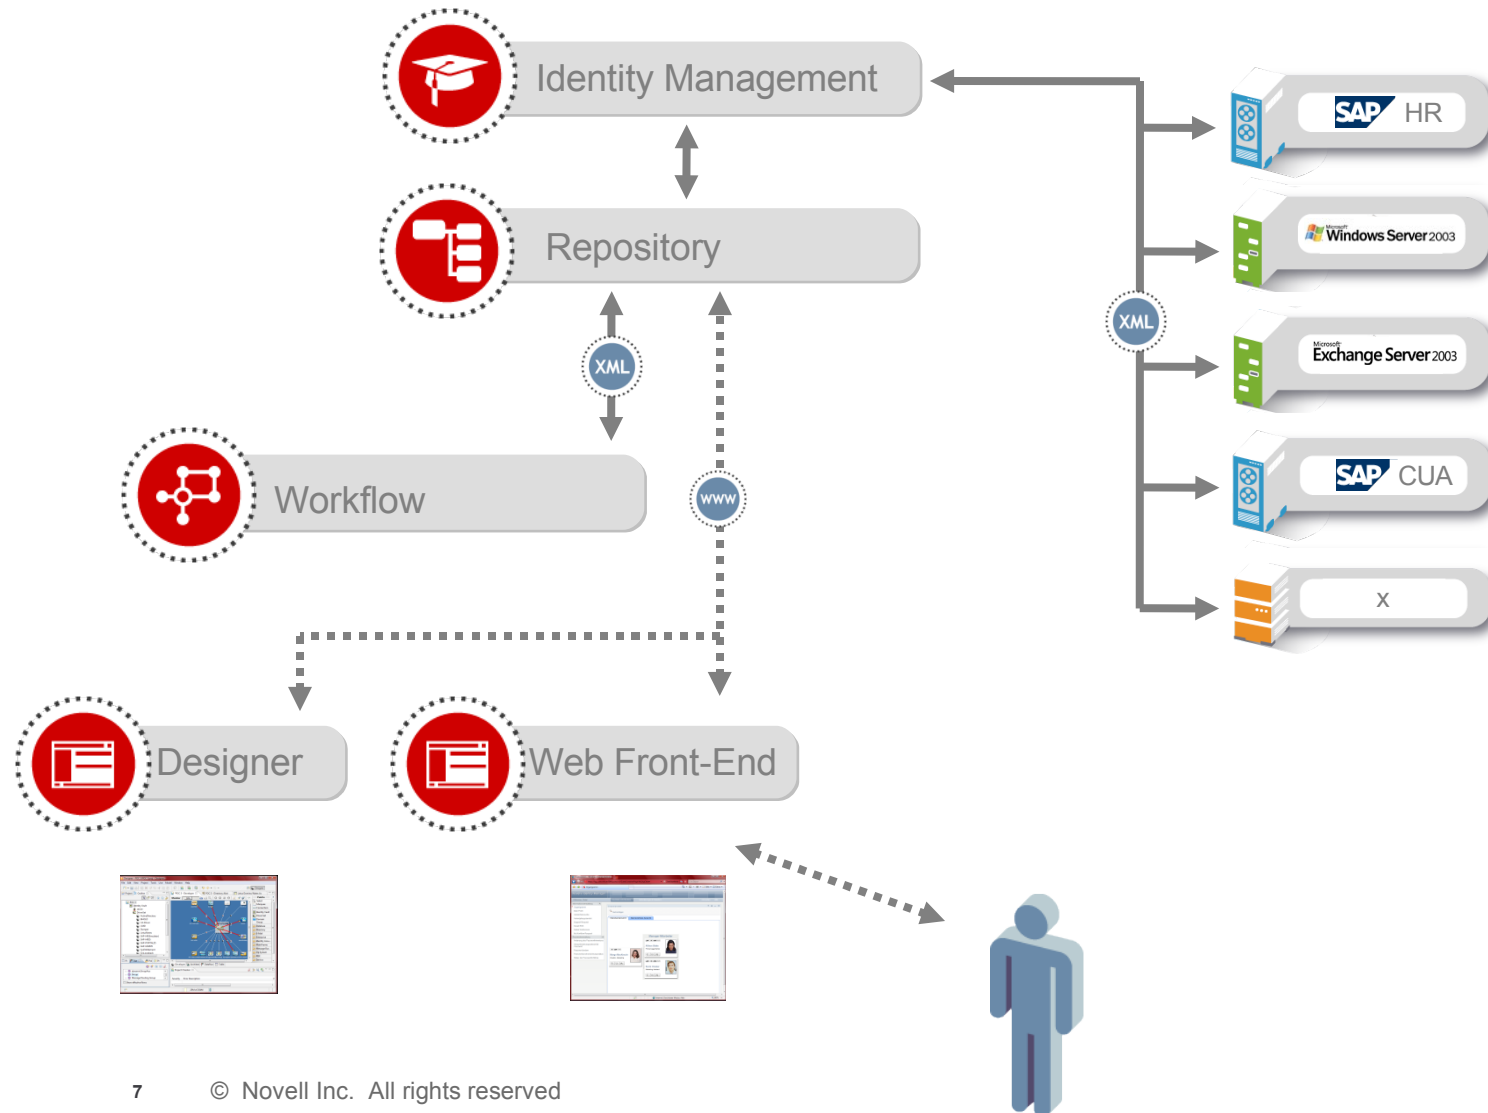 Identity Management
SAP HR
Repository
Microsoft
Windows Server 2003
XML
XML
Microsoft
Exchange Server 2003
Workflow
www
SAP CUA
x
Designer
Web Front-End
7 © Novell Inc. All rights reserved